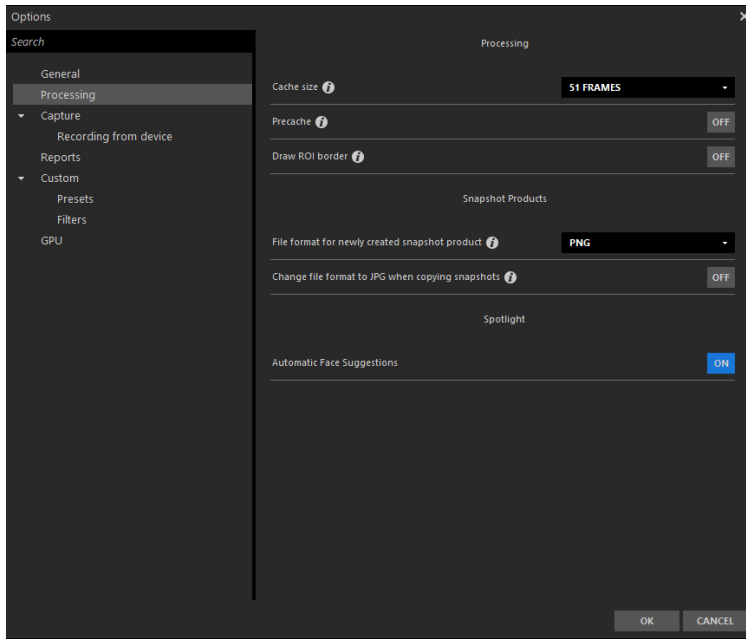 Options
Search
General
Processing
Capture
Recording from device
Reports
Custom
Presets
Filters
GPU
Processing
Cache size
51 FRAMES
Precache
OFF
Draw ROI border
OFF
Snapshot Products
File format for newly created snapshot product
PNG
Change file format to JPG when copying snapshots
OFF
Spotlight
Automatic Face Suggestions
ON
OK
CANCEL